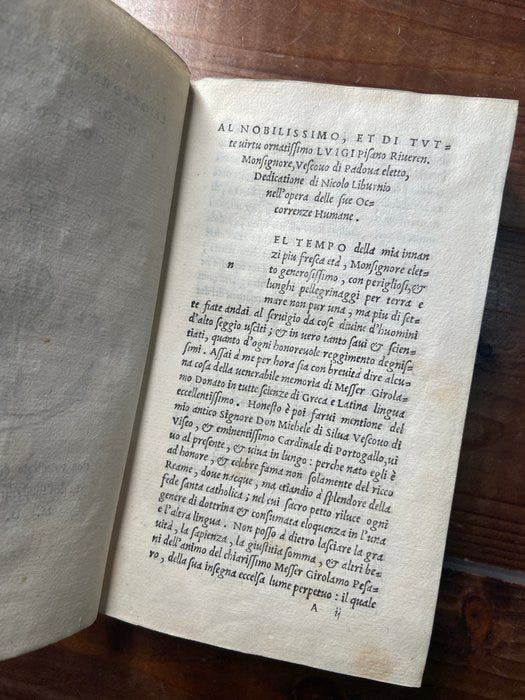 AL NOBILISSIMO, ET DI TVT-
te uirtu ornatissimo LVIGI Pisano Riueren.
Monsignore, Vescouo di Padoua eletto,
Dedicatione di Nicolo Liburnio
nell'opera delle sue Oc-
correnze Humane.
n
EL TEMPO della mia innan
zi piu fresca età, Monsignore elet-
to generosissimo, con perigliosi, &
lunghi pellegrinaggi per terra e
mare non pur una, ma piu di set-
te fiate andai al seruigio da cose diuine d'huomini
d'alto seggio usciti; & in uero tanto saui & scien-
tiati, quanto d'ogni honoreuole reggimento degnis-
simi. Assai à me per hora sia con breuità dire alcu-
na cosa della uenerabile memoria di Messer Girola-
mo Donato in tutte scienze di Greca e Latina lingua
eccellentissimo. Honesto è poi farui mentione del
mio antico Signore Don Michele di Silua Vescouo di
Viseo, & eminentissimo Cardinale di Portogallo, ui
uo al presente, & uiua in lungo: perche nato egli è
ad honore, & celebre fama non solamente del ricco
Reame, doue nacque, ma etiandio à splendore della
fede santa catholica; nel cui sacro petto riluce ogni
genere di dottrina & consumata eloquenza in l'una
e l'altra lingua. Non posso à dietro lasciare la gra
uità, la sapienza, la giustitia somma, & altri be-
ni dell'animo del chiarissimo Messer Girolamo Pesa-
ro, della sua insegna eccelsa lume perpetuo: il quale
A ij